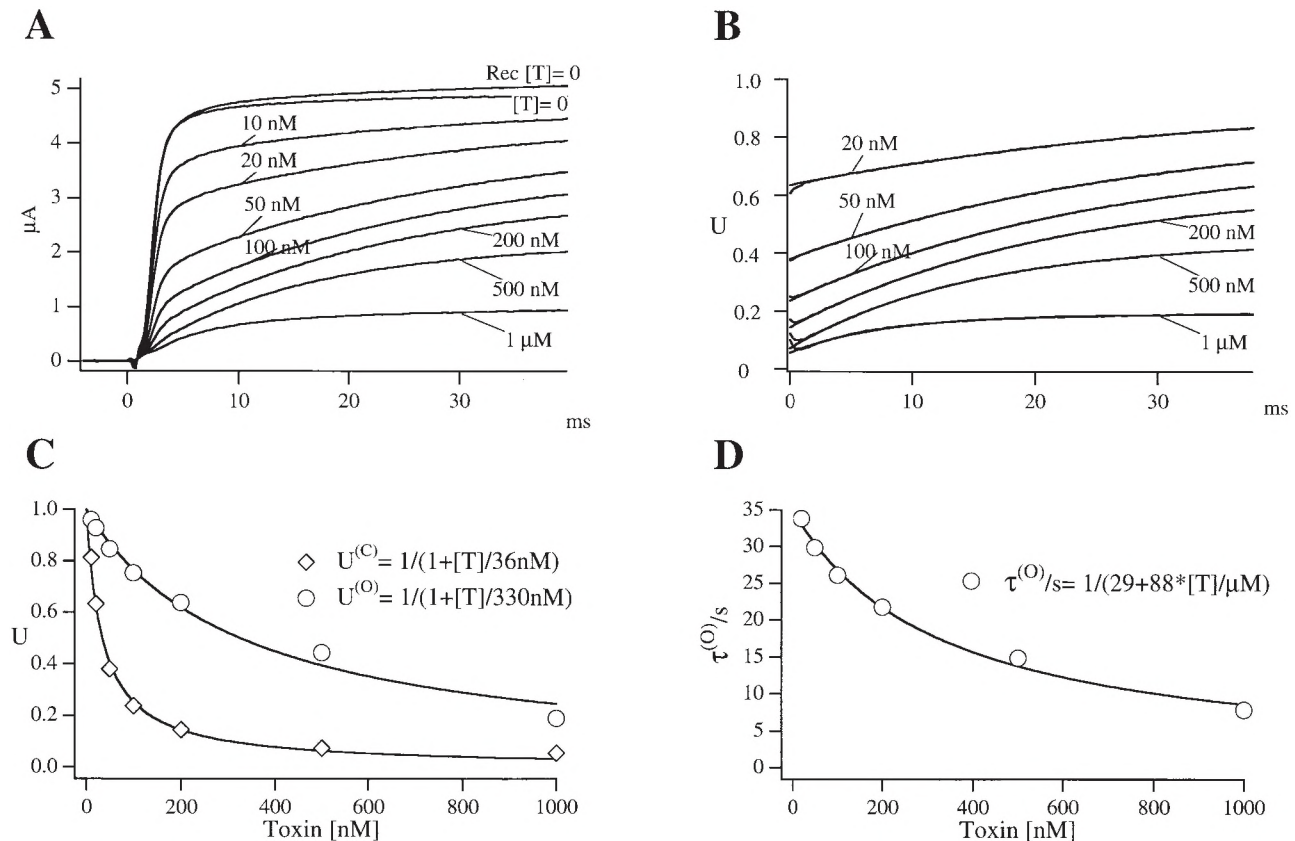 A
µA
5
4
3
2
1
0
Rec [T]= 0
[T]= 0
10 nM
20 nM
50 nM
100 nM
200 nM
500 nM
1 µM
0
10
20
30
ms
B
U
1.0
0.8
0.6
0.4
0.2
0
20 nM
50 nM
100 nM
200 nM
500 nM
1 µM
0
10
20
30
ms
C
U
1.0
0.8
0.6
0.4
0.2
0.0
U(C)= 1/(1+[T]/36nM)
U(O)= 1/(1+[T]/330nM)
0
200
400
600
800
1000
Toxin [nM]
D
τ(O)/s
35
30
25
20
15
10
5
0
τ(O)/s= 1/(29+88*[T]/µM)
0
200
400
600
800
1000
Toxin [nM]